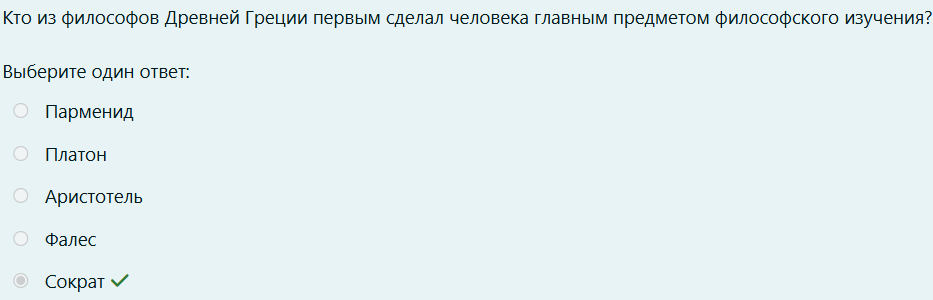 Кто из философов Древней Греции первым сделал человека главным предметом философского изучения?
Выберите один ответ:
Парменид
Платон
Аристотель
Фалес
Сократ